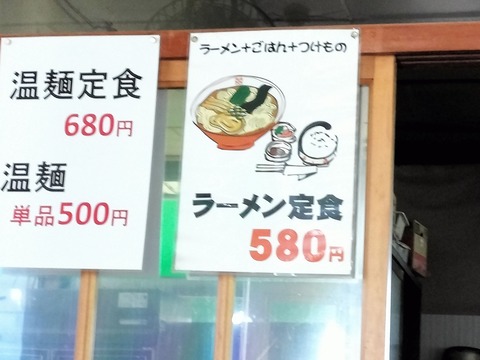 温麺定食
680円
温麺
単品500円
ラーメン+ごはん+つけもの
ラーメン定食
580円